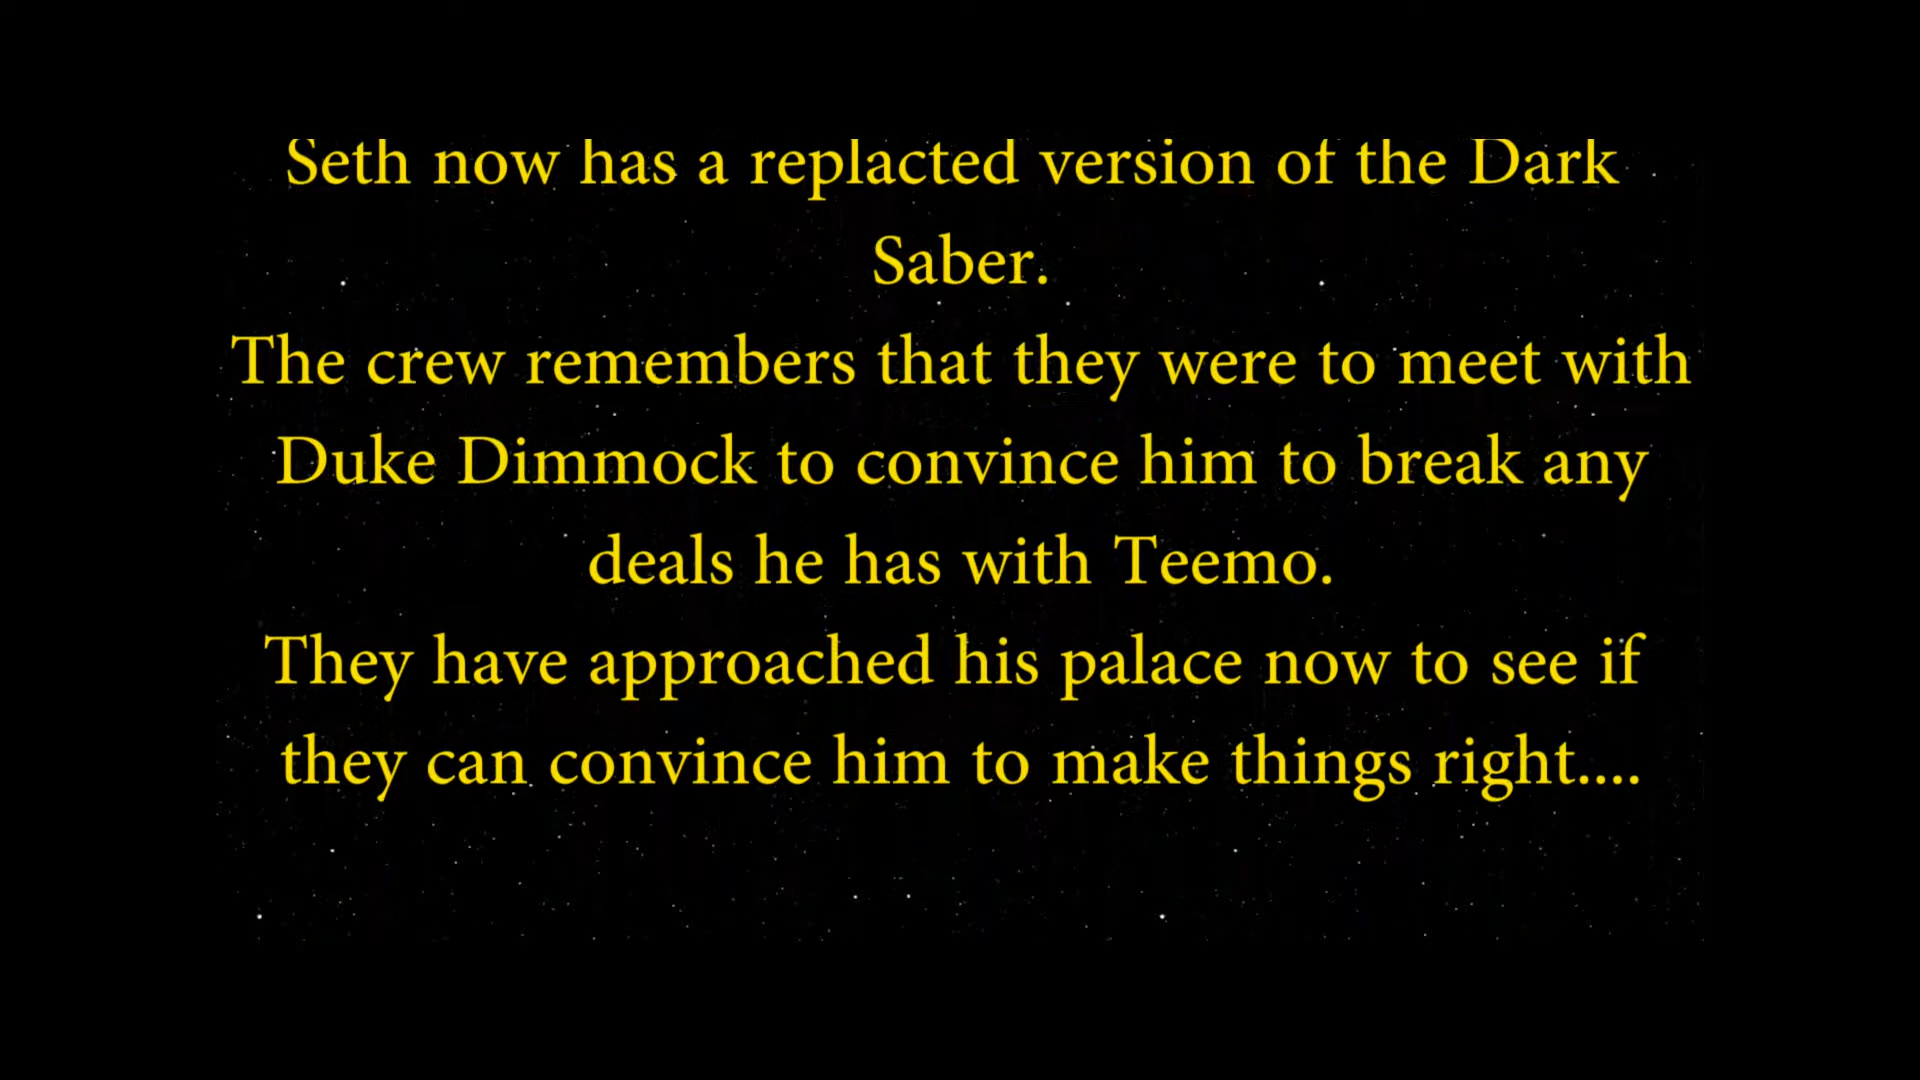 Seth now has a replacted version of the Dark
Saber.
The crew remembers that they were to meet with
Duke Dimmock to convince him to break any
deals he has with Teemo.
They have approached his palace now to see if
they can convince him to make things right....